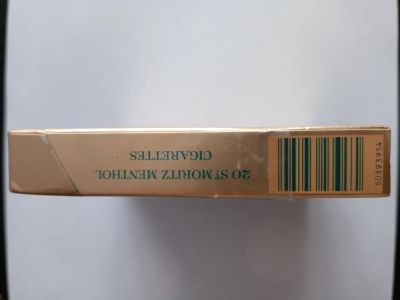 20 ST MORITZ MENTHOL
CIGARETTES
50393954